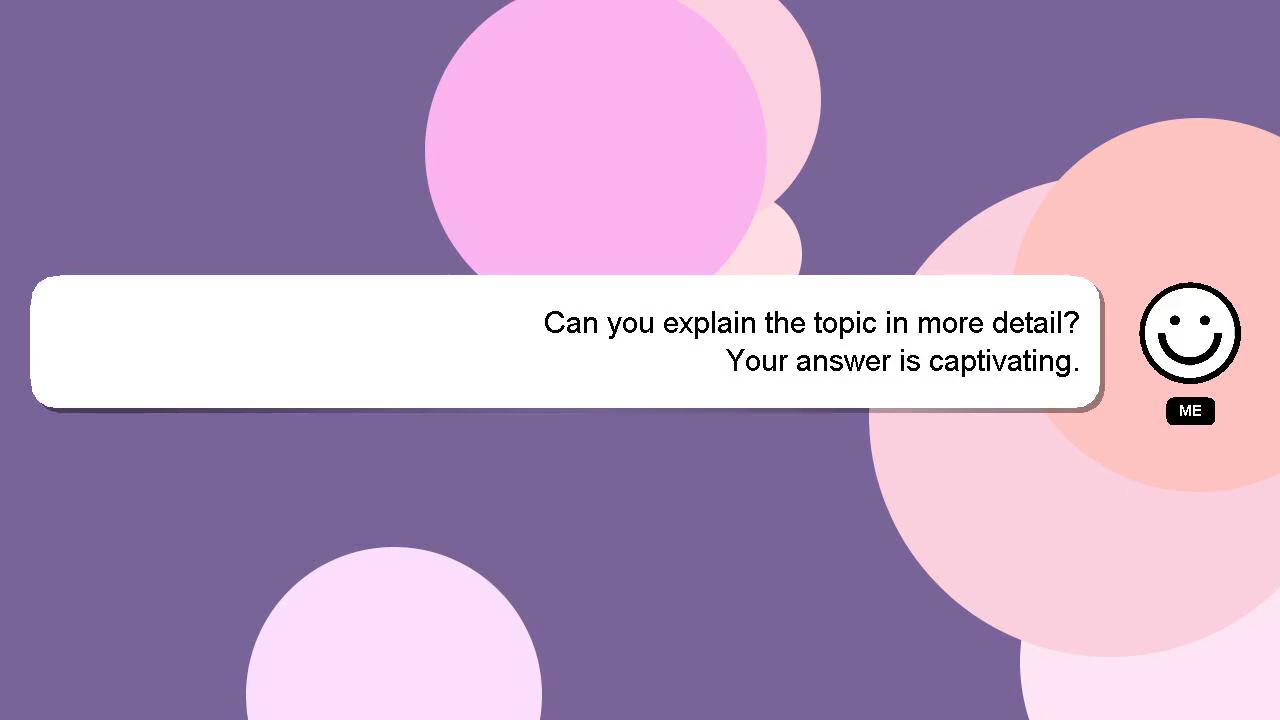 Can you explain the topic in more detail?
Your answer is captivating.
ME